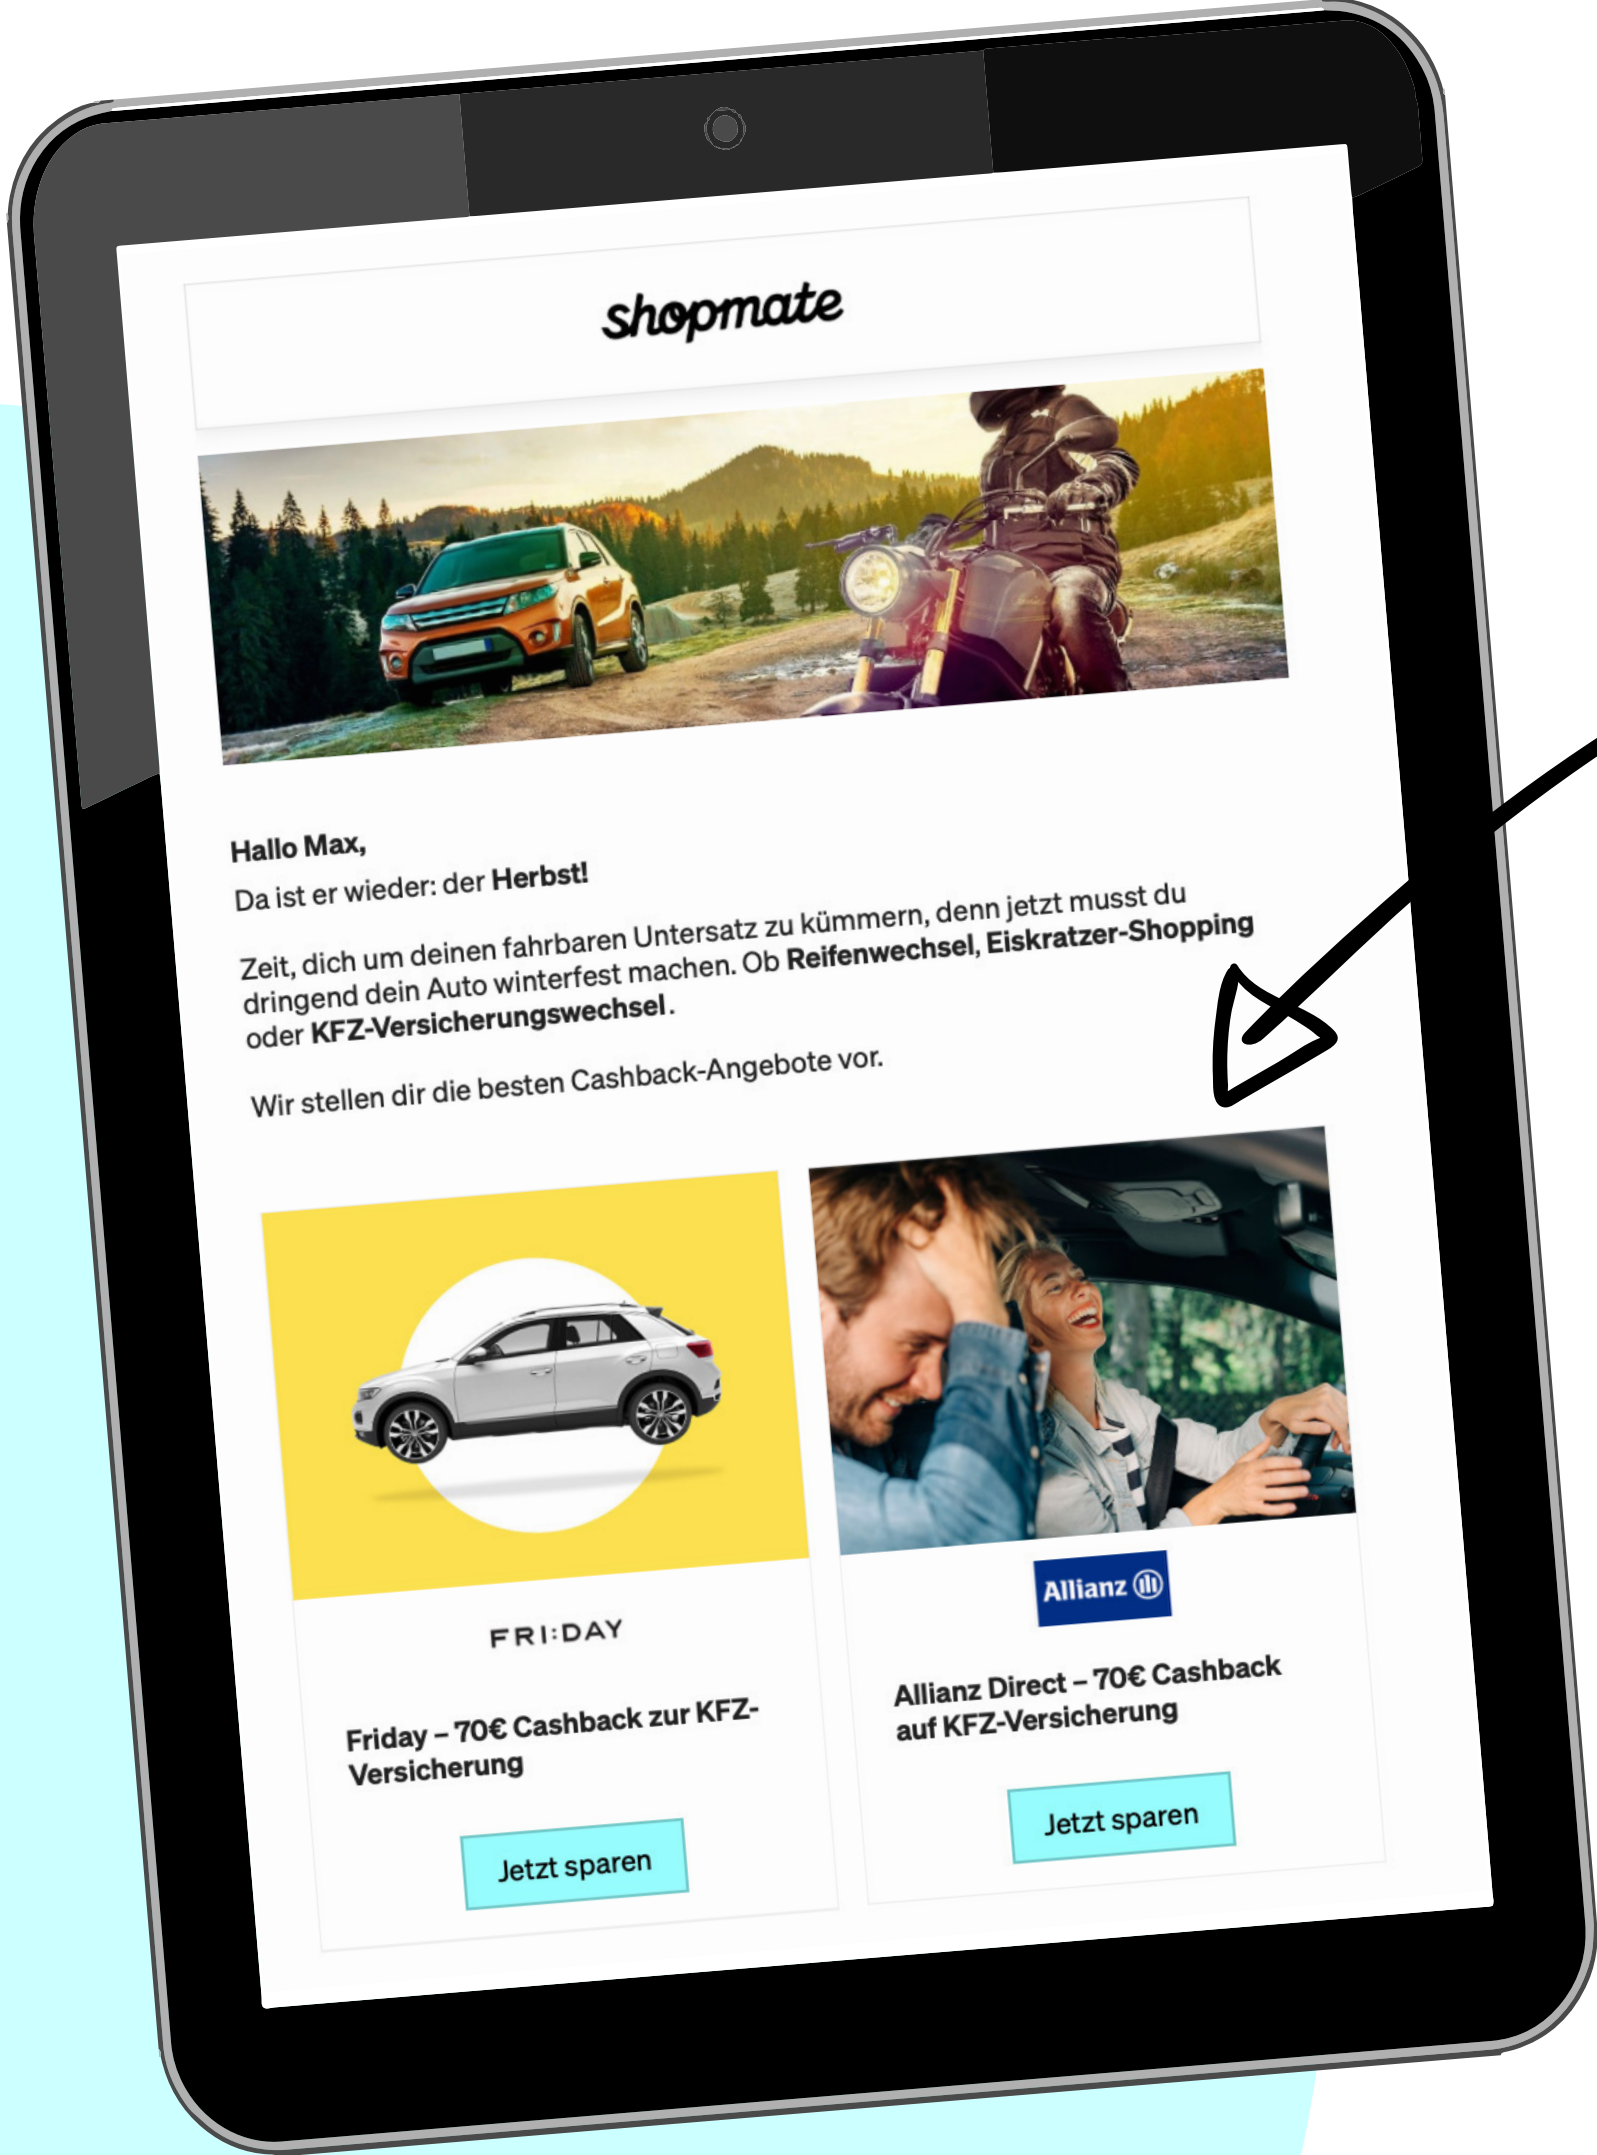 shopmate
Hallo Max,
Da ist er wieder: der Herbst!
Zeit, dich um deinen fahrbaren Untersatz zu kümmern, denn jetzt musst du
dringend dein Auto winterfest machen. Ob Reifenwechsel, Eiskratzer-Shopping
oder KFZ-Versicherungswechsel.
Wir stellen dir die besten Cashback-Angebote vor.
FRI:DAY
Friday – 70€ Cashback zur KFZ-
Versicherung
Jetzt sparen
Allianz
Allianz Direct – 70€ Cashback
auf KFZ-Versicherung
Jetzt sparen